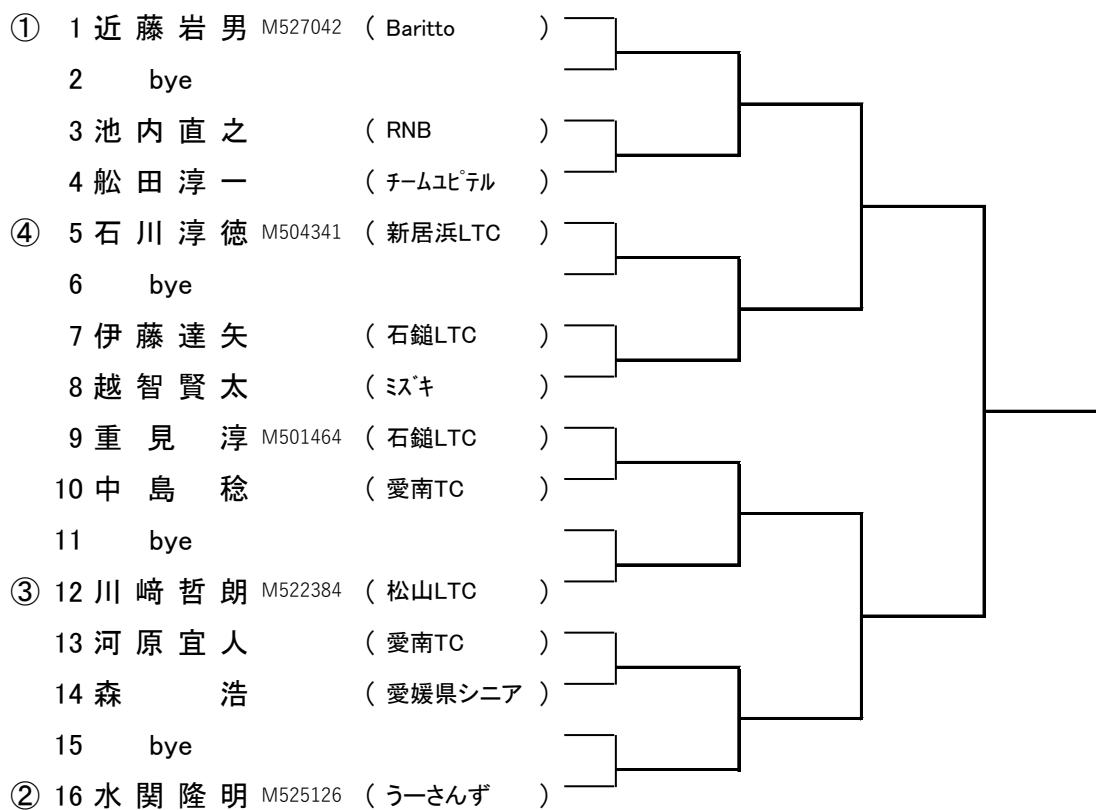 ① 1 近 藤 岩 男 M527042 ( Baritto )
2 bye
3 池 内 直 之 ( RNB )
4 舩 田 淳 一 ( ﾁｰﾑﾕﾋﾟﾃﾙ )
④ 5 石 川 淳 徳 M504341 ( 新居浜LTC )
6 bye
7 伊 藤 達 矢 ( 石鎚LTC )
8 越 智 賢 太 ( ﾐｽﾞｷ )
9 重 見 淳 M501464 ( 石鎚LTC )
10 中 島 稔 ( 愛南TC )
11 bye
③ 12 川 﨑 哲 朗 M522384 ( 松山LTC )
13 河 原 宜 人 ( 愛南TC )
14 森 浩 ( 愛媛県シニア )
15 bye
② 16 水 関 隆 明 M525126 ( うーさんず )